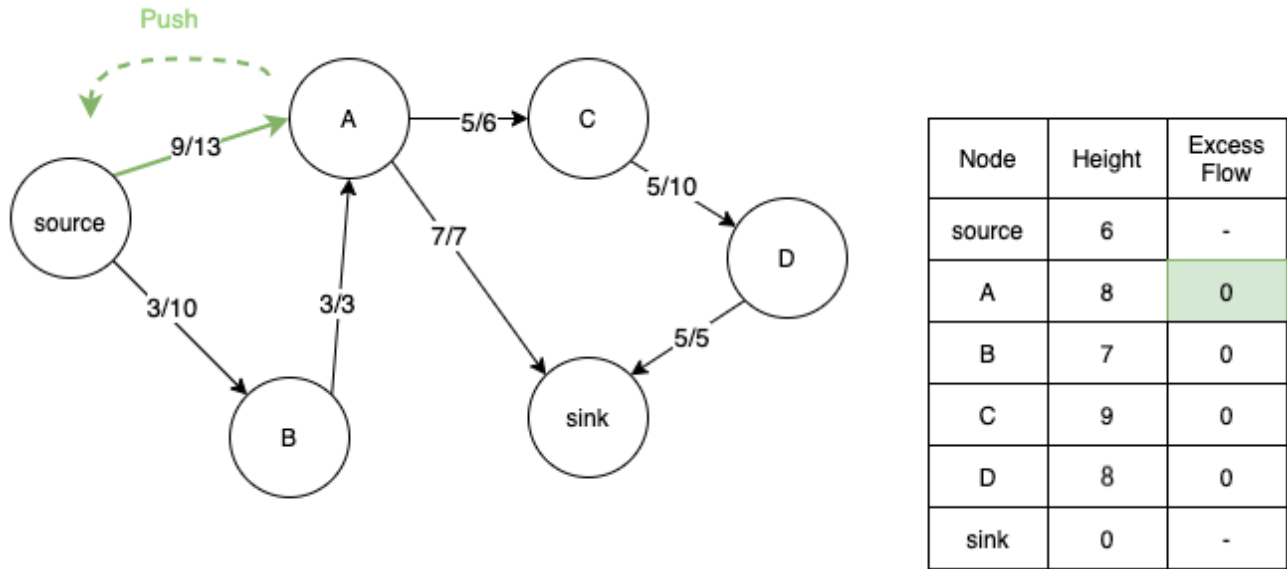 Push
A
5/6
C
9/13
source
5/10
7/7
D
3/10
3/3
5/5
B
sink
Node Height Excess
Flow
source 6 -
A 8 0
B 7 0
C 9 0
D 8 0
sink 0 -